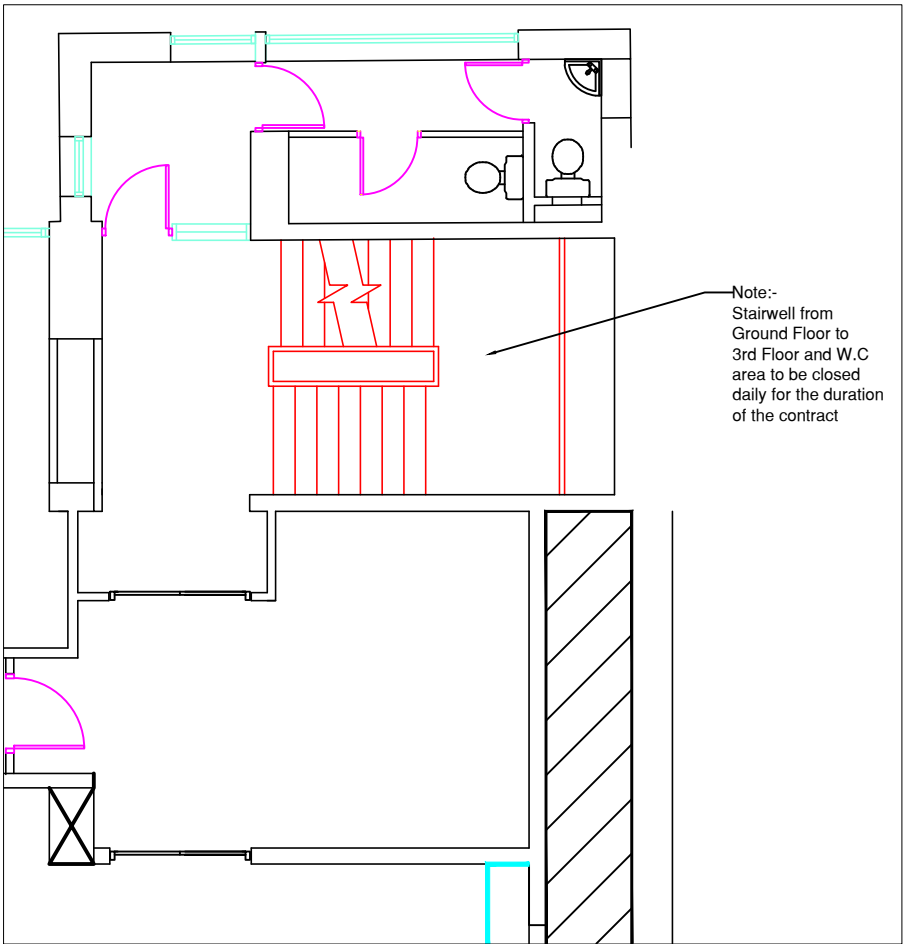 Note:-
Stairwell from
Ground Floor to
3rd Floor and W.C
area to be closed
daily for the duration
of the contract